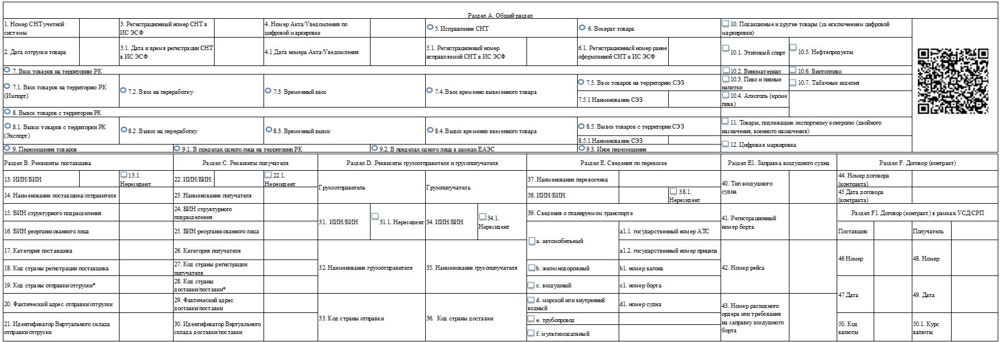 Раздел А. Общий раздел
1. Номер СНТ учетной
системы
3. Регистрационный номер СНТ в
ИС ЭСФ
4. Номер Акта/Уведомления по
цифровой маркировке
5. Исправление СНТ
6. Возврат товара
10. Подакцизные и другие товары (за исключением цифровой
маркировки)
2. Дата отгрузки товара
3.1. Дата и время регистрации СНТ
в ИС ЭСФ
4.1 Дата номера Акта/Уведомления
5.1. Регистрационный номер
исправляемой СНТ в ИС ЭСФ
6.1. Регистрационный номер ранее
оформленной СНТ в ИС ЭСФ
10.1. Этиловый спирт
10.5. Нефтепродукты
7. Ввоз товаров на территорию РК
10.2. Виноматериал
10.6. Биотопливо
7.1. Ввоз товаров на территорию РК
(Импорт)
7.2. Ввоз на переработку
7.3. Временный ввоз
7.4. Ввоз временно вывезенного товара
7.5. Ввоз товаров на территорию СЭЗ
10.3. Пиво и пивные
напитки
10.7. Табачные изделия
7.5.1 Наименование СЭЗ
10.4. Алкоголь (кроме
пива)
8. Вывоз товаров с территории РК
8.1. Вывоз товаров с территории РК
(Экспорт)
8.2. Вывоз на переработку
8.3. Временный вывоз
8.4. Вывоз временно ввезенного товара
8.5. Вывоз товаров с территории СЭЗ
11. Товары, подлежащие экспортному контролю (двойного
назначения, военного назначения)
8.5.1 Наименование СЭЗ
12. Цифровая маркировка
9. Перемещение товаров
9.1. В пределах одного лица на территории РК
9.2. В пределах одного лица в рамках ЕАЭС
9.3. Иное перемещение
Раздел В. Реквизиты поставщика
Раздел С. Реквизиты получателя
Раздел D. Реквизиты грузоотправителя и грузополучателя
Раздел Е. Сведения по перевозке
Раздел Е1. Заправка воздушного судна
Раздел F. Договор (контракт)
13. ИИН/БИН
13.1.
Нерезидент
22. ИИН/БИН
22.1.
Нерезидент
Грузоотправитель
Грузополучатель
37. Наименование перевозчика
40. Тип воздушного
судна
44. Номер договора
(контракта)
14. Наименование поставщика/отправителя
23. Наименование получателя
38. ИИН/БИН
38.1.
Нерезидент
45 Дата договора
(контракта)
15. БИН структурного подразделения
24. БИН структурного
подразделения
31. ИИН/БИН
31.1. Нерезидент
34. ИИН/БИН
34.1.
Нерезидент
39. Сведения о планируемом транспорте
41. Регистрационный
номер борта
Раздел F1. Договор (контракт) в рамках УСД/СРП
16. БИН реорганизованного лица
25. БИН реорганизованного лица
а. автомобильный
а1.1. государственный номер АТС
Поставщик
Получатель
17. Категория поставщика
26. Категория получателя
32. Наименование грузоотправителя
35. Наименование грузополучателя
а1.2. государственный номер прицепа
42. Номер рейса
46 Номер
48. Номер
18. Код страны регистрации поставщика
27. Код страны регистрации
получателя
b. железнодорожный
b1. номер вагона
19. Код страны отправки/отгрузки*
28. Код страны
доставки/поставки*
с. воздушный
с1. номер борта
47 Дата
49. Дата
20. Фактический адрес отправки/отгрузки
29. Фактический адрес
доставки/поставки
33. Код страны отправки
36. Код страны доставки
d. морской или внутренний
водный
d1. номер судна
43. Номер расходного
ордера или требования
на заправку воздушного
борта
21. Идентификатор Виртуального склада
отправки/отгрузки
30. Идентификатор Виртуального
склада доставки/поставки
е. трубопровод
f. мультимодальный
50. Код
валюты
50.1. Курс
валюты